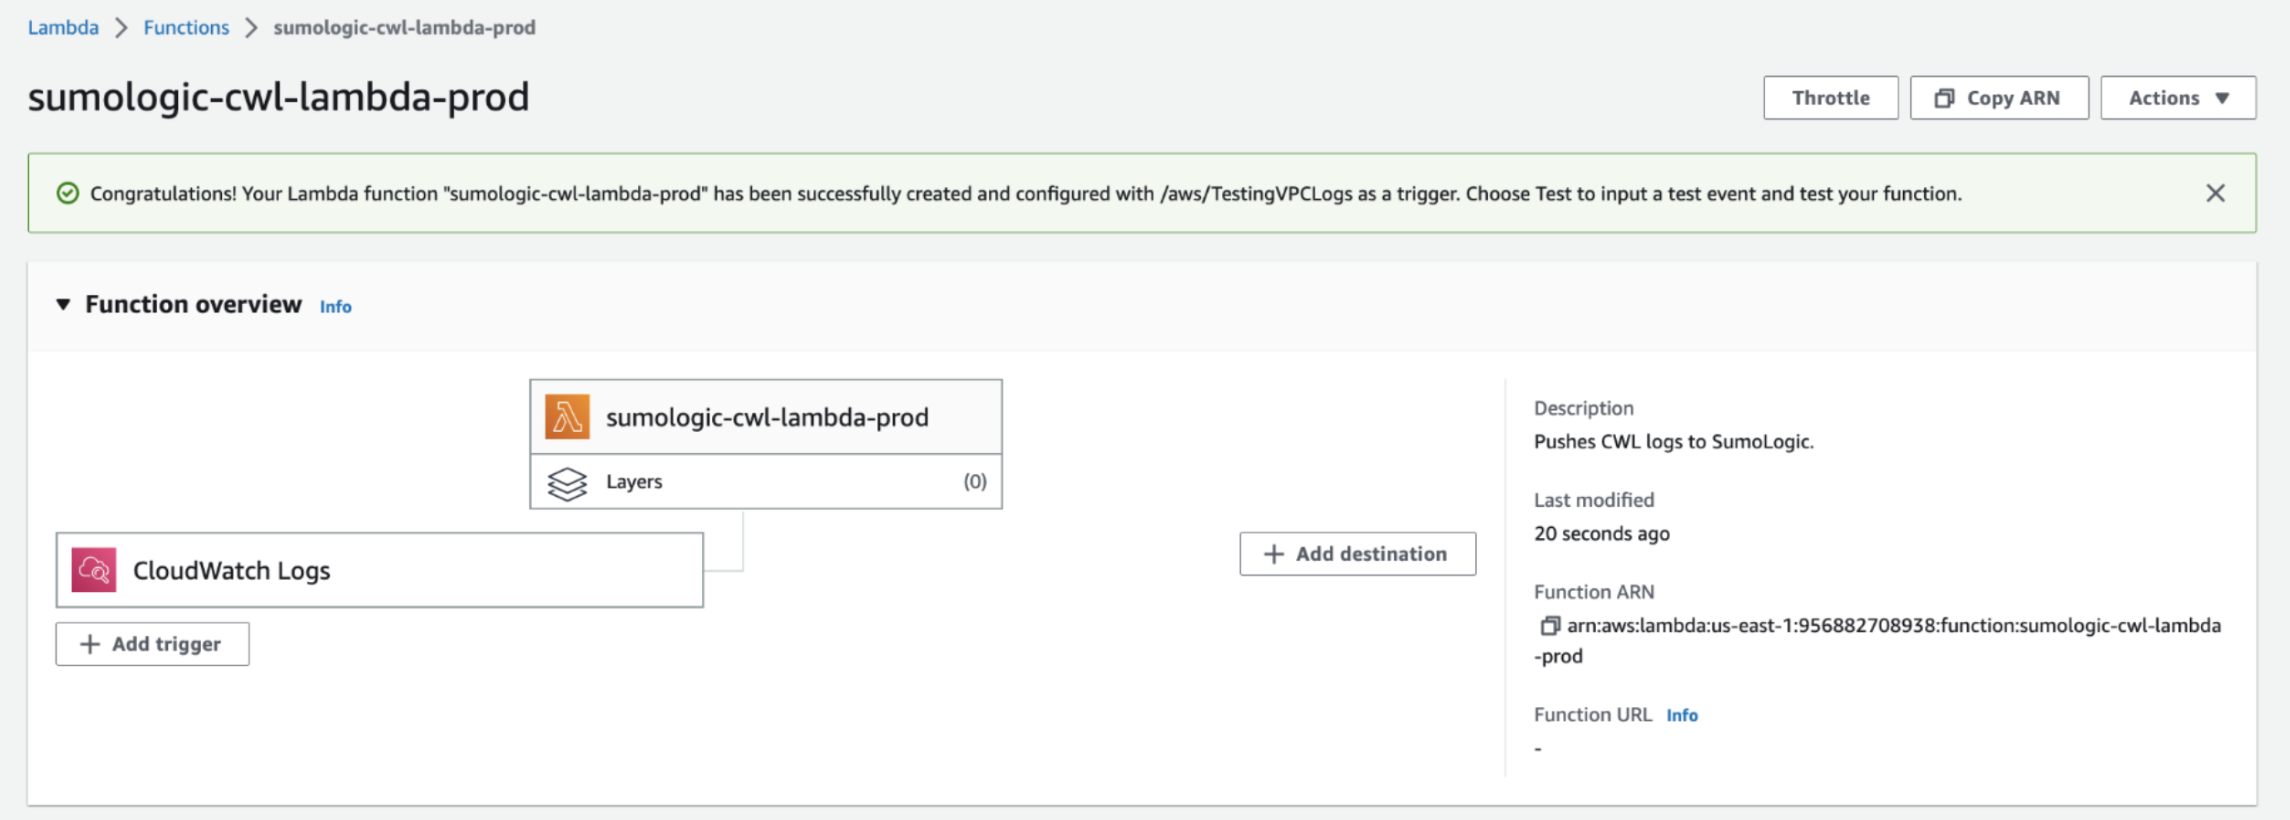 Lambda > Functions > sumologic-cwl-lambda-prod
sumologic-cwl-lambda-prod
Throttle
Copy ARN
Actions ▼
Congratulations! Your Lambda function "sumologic-cwl-lambda-prod" has been successfully created and configured with /aws/TestingVPCLogs as a trigger. Choose Test to input a test event and test your function.
▼ Function overview Info
sumologic-cwl-lambda-prod
Layers (0)
CloudWatch Logs
+ Add trigger
+ Add destination
Description
Pushes CWL logs to SumoLogic.
Last modified
20 seconds ago
Function ARN
arn:aws:lambda:us-east-1:956882708938:function:sumologic-cwl-lambda
-prod
Function URL Info
-